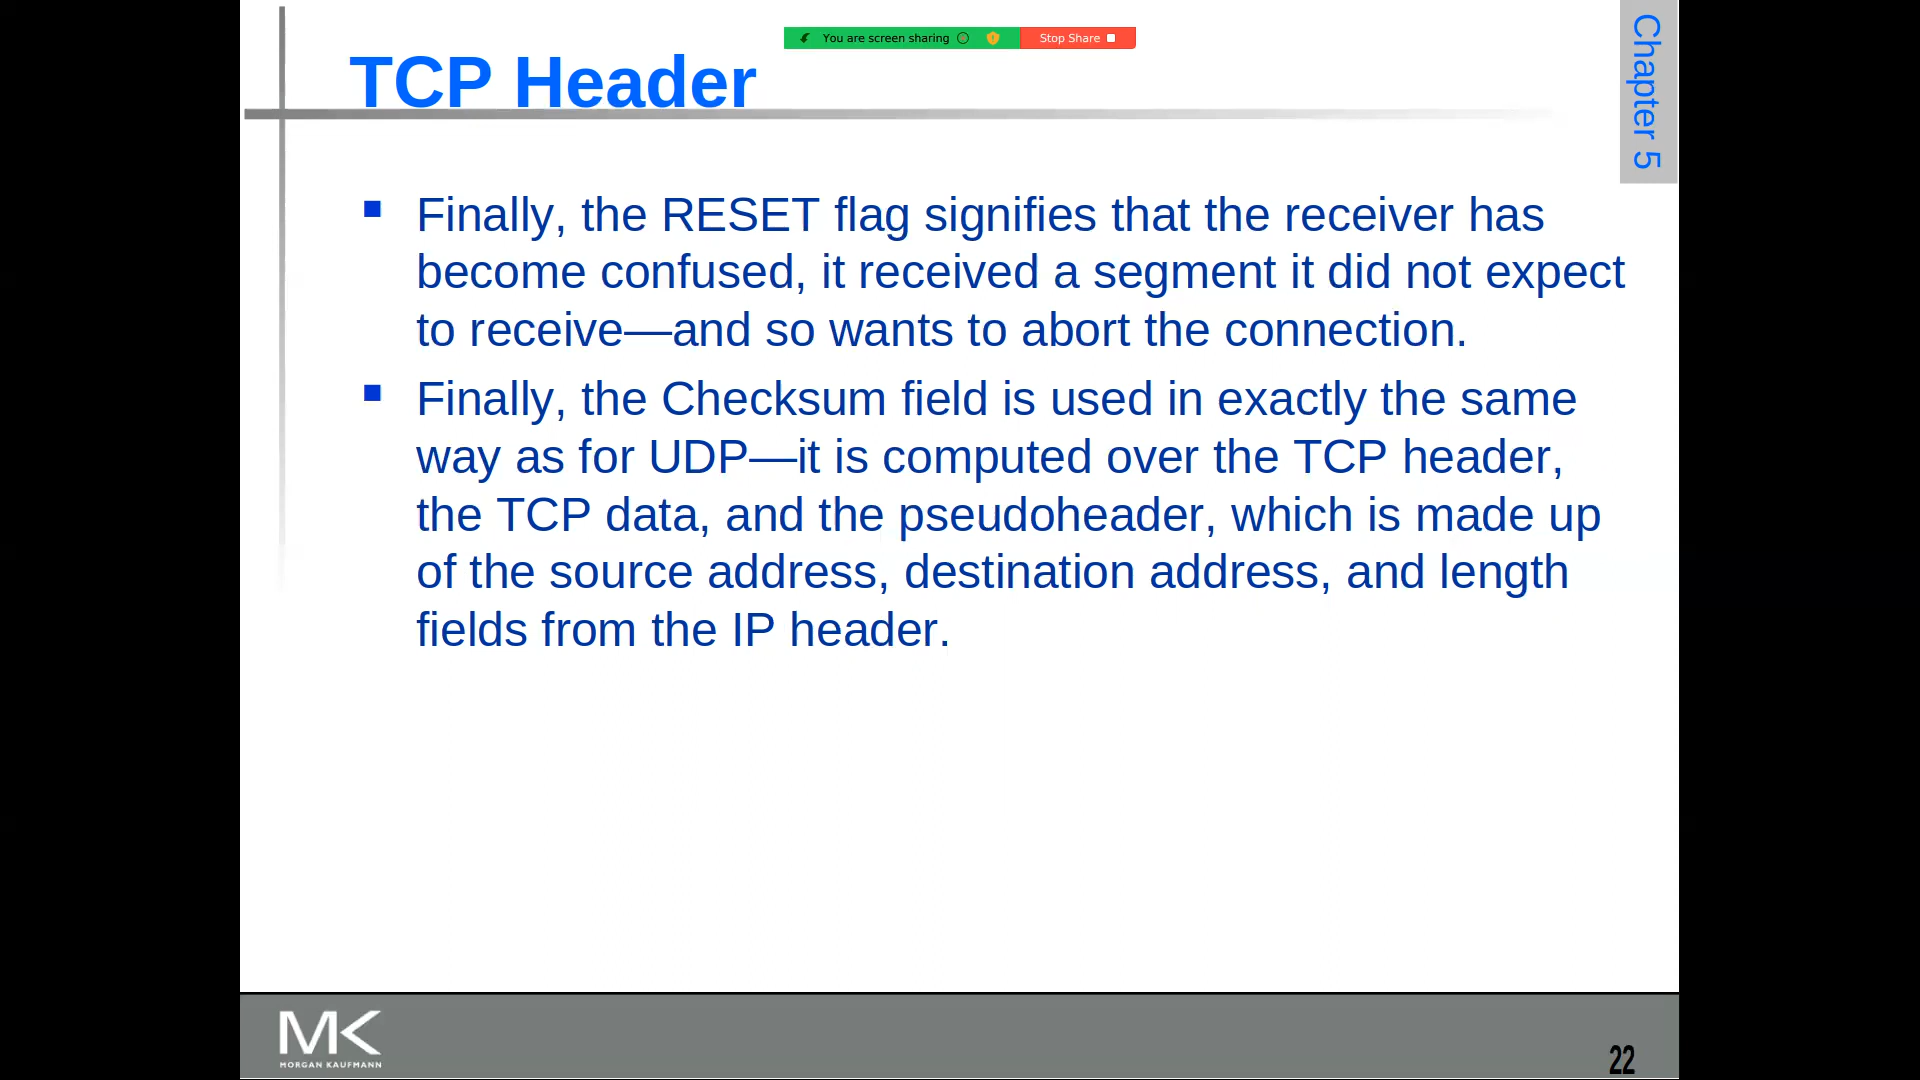 You are screen sharing
Stop Share
Chapter 5
TCP Header
Finally, the RESET flag signifies that the receiver has
become confused, it received a segment it did not expect
to receive—and so wants to abort the connection.
Finally, the Checksum field is used in exactly the same
way as for UDP—it is computed over the TCP header,
the TCP data, and the pseudoheader, which is made up
of the source address, destination address, and length
fields from the IP header.
MK
MORGAN KAUFMANN
22